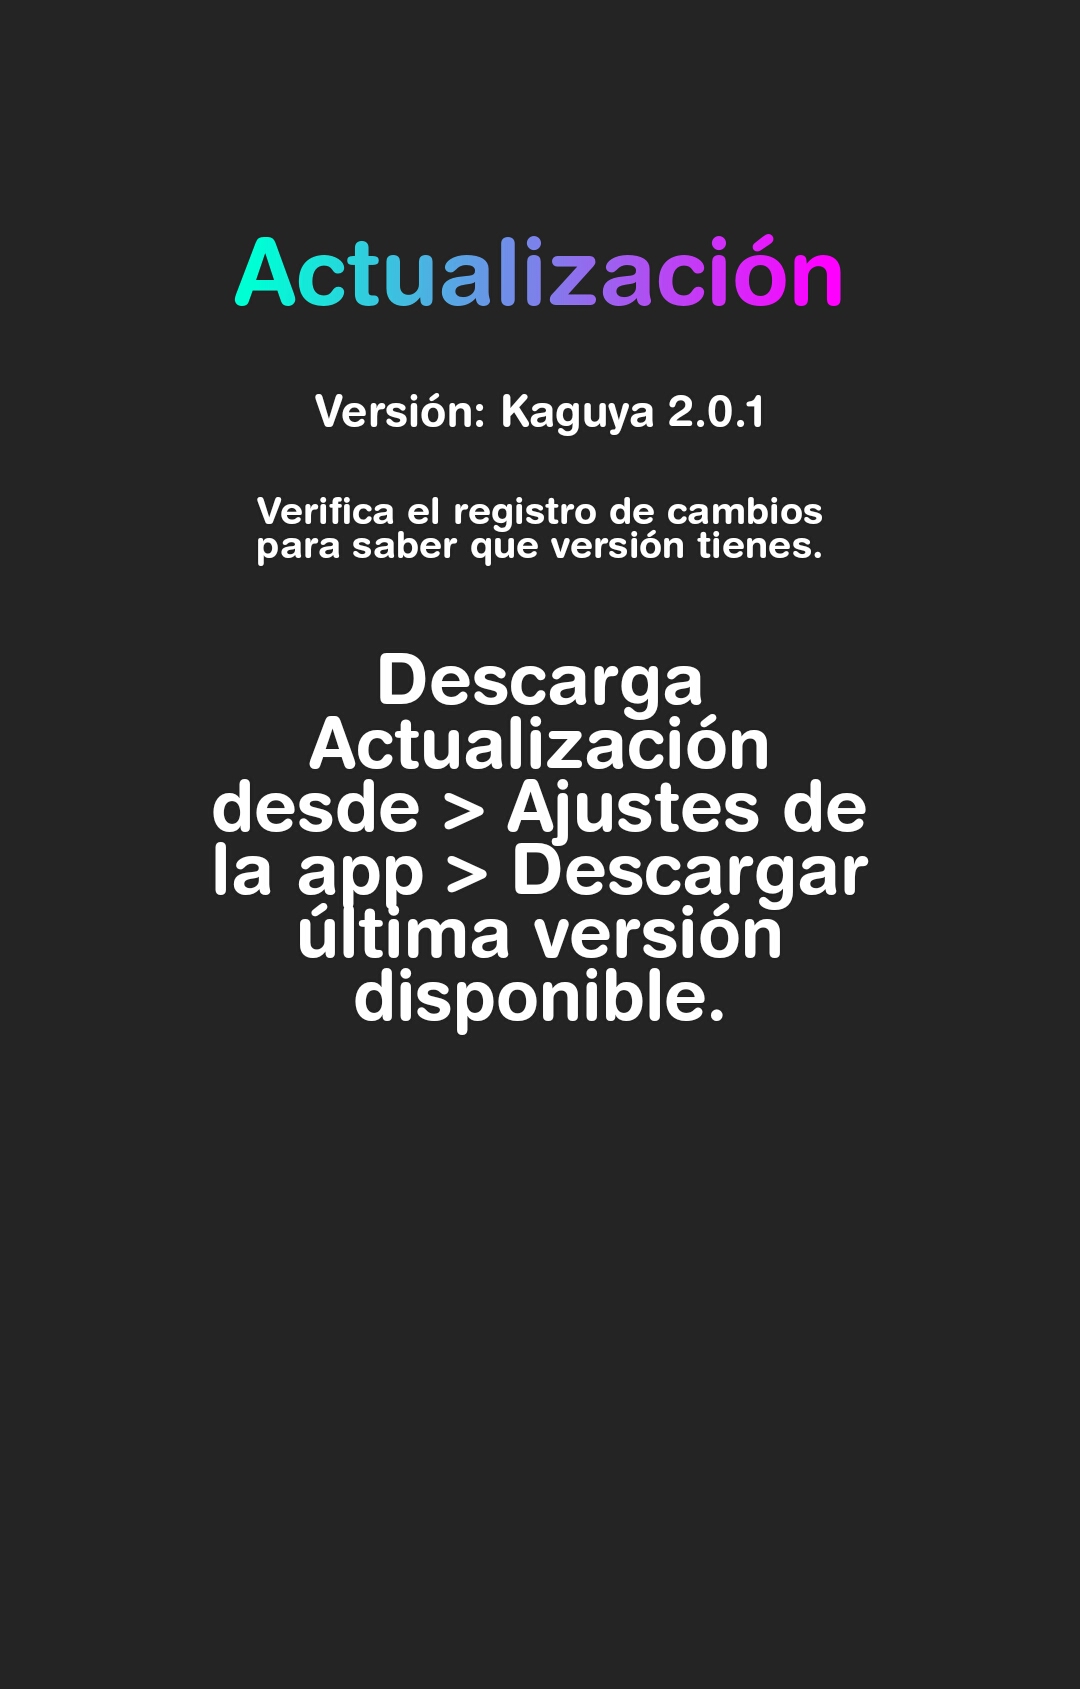 Actualización
Versión: Kaguya 2.0.1
Verifica el registro de cambios
para saber que versión tienes.
Descarga
Actualización
desde > Ajustes de
la app > Descargar
última versión
disponible.